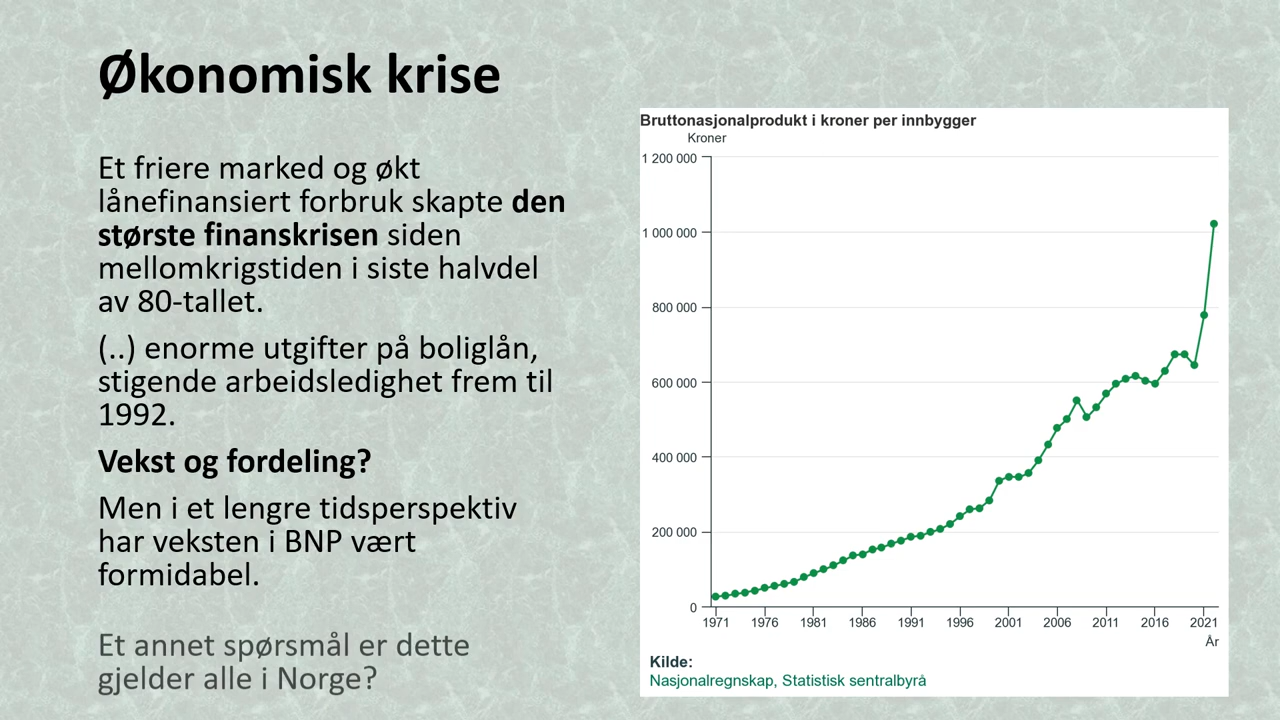 Økonomisk krise
Et friere marked og økt
lånefinansiert forbruk skapte den
største finanskrisen siden
mellomkrigstiden i siste halvdel
av 80-tallet.
(..) enorme utgifter på boliglån,
stigende arbeidsledighet frem til
1992.
Vekst og fordeling?
Men i et lengre tidsperspektiv
har veksten i BNP vært
formidabel.
Et annet spørsmål er dette
gjelder alle i Norge?
Bruttonasjonalprodukt i kroner per innbygger
Kroner
1 200 000
1 000 000
800 000
600 000
400 000
200 000
0
1971 1976 1981 1986 1991 1996 2001 2006 2011 2016 2021
År
Kilde:
Nasjonalregnskap, Statistisk sentralbyrå